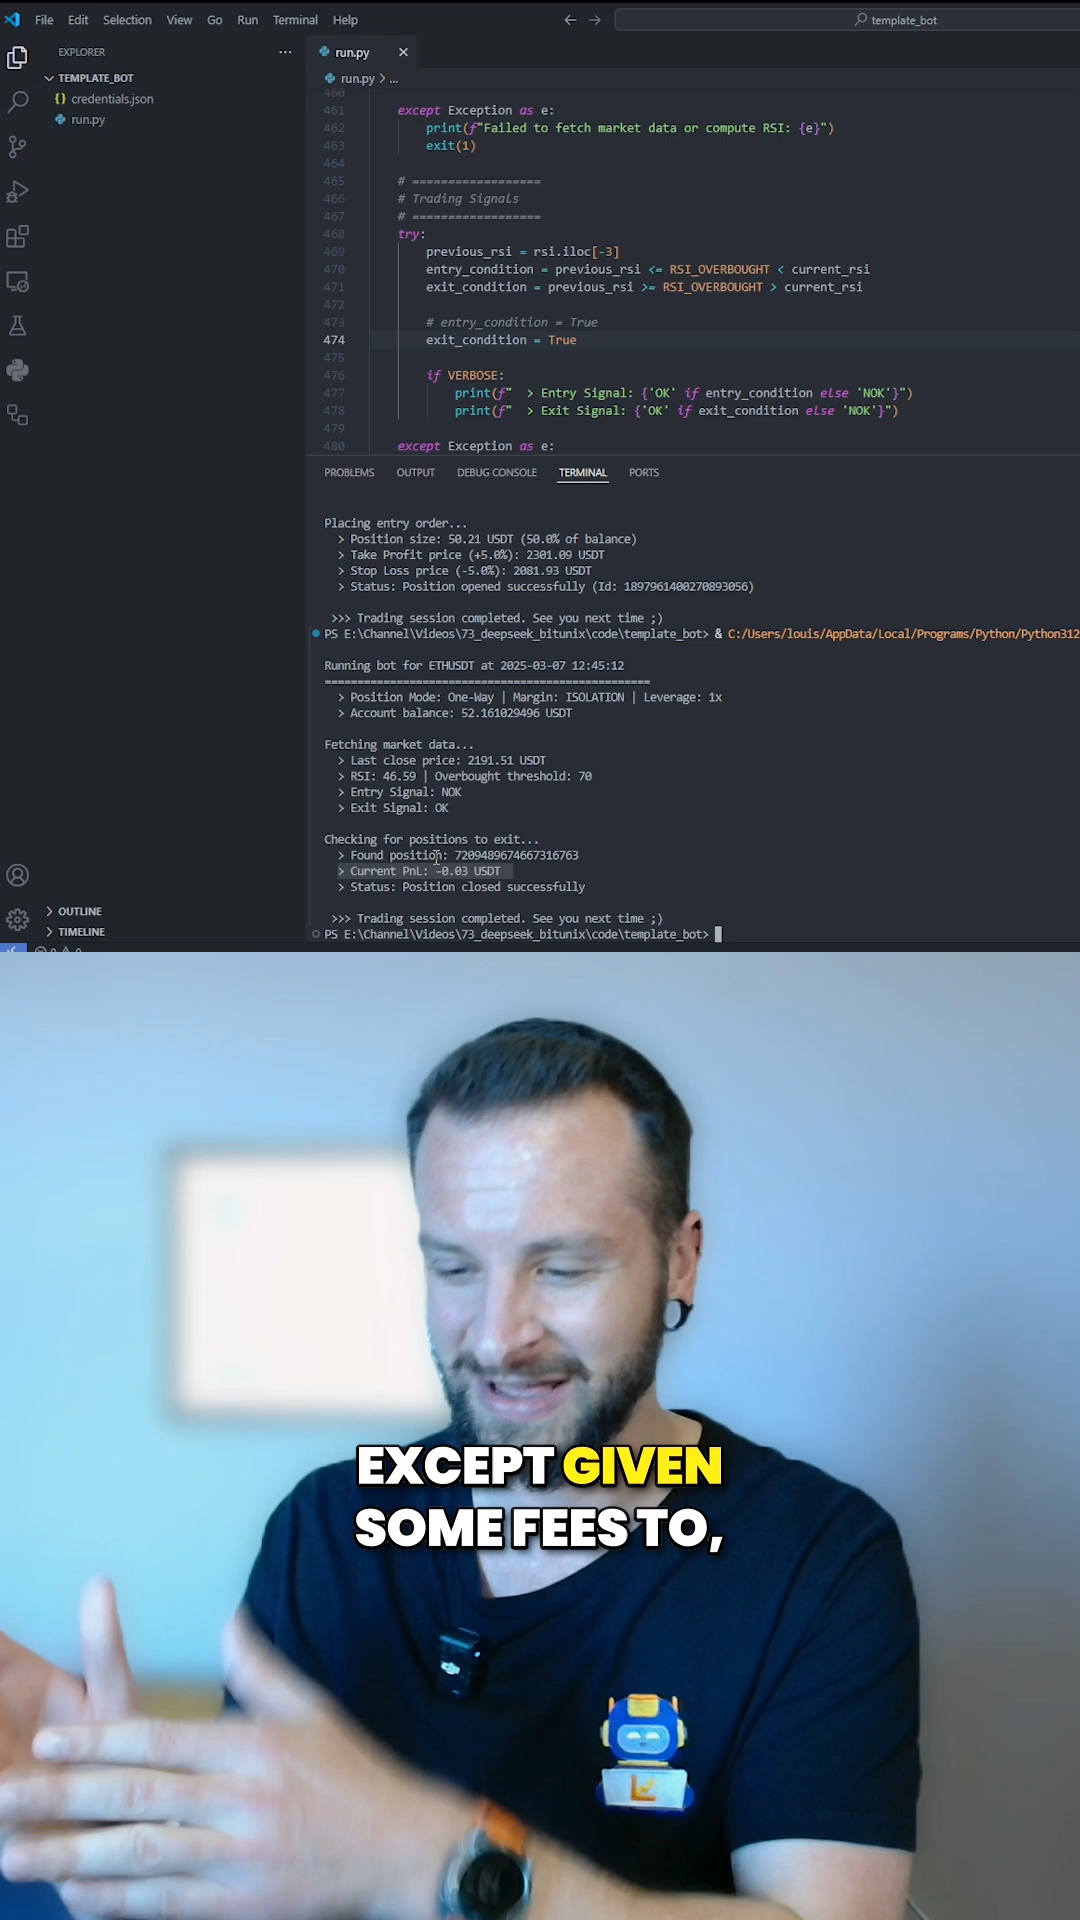 File Edit Selection View Go Run Terminal Help
template_bot
EXPLORER
run.py
TEMPLATE_BOT
credentials.json
run.py
run.py > ...
460
461 except Exception as e:
462 print(f"Failed to fetch market data or compute RSI: {e}")
463 exit(1)
464
465 # ==================
466 # Trading Signals
467 # ==================
468 try:
469 previous_rsi = rsi.iloc[-3]
470 entry_condition = previous_rsi <= RSI_OVERBOUGHT < current_rsi
471 exit_condition = previous_rsi >= RSI_OVERBOUGHT > current_rsi
472
473 # entry_condition = True
474 exit_condition = True
475
476 if VERBOSE:
477 print(f"  > Entry Signal: {'OK' if entry_condition else 'NOK'}")
478 print(f"  > Exit Signal: {'OK' if exit_condition else 'NOK'}")
479
480 except Exception as e:
PROBLEMS OUTPUT DEBUG CONSOLE TERMINAL PORTS
Placing entry order...
> Position size: 50.21 USDT (50.0% of balance)
> Take Profit price (+5.0%): 2301.09 USDT
> Stop Loss price (-5.0%): 2081.93 USDT
> Status: Position opened successfully (Id: 1897961400270893056)
>>> Trading session completed. See you next time ;)
PS E:\Channel\Videos\73_deepseek_bitunix\code\template_bot> & C:/Users/louis/AppData/Local/Programs/Python/Python312
Running bot for ETHUSDT at 2025-03-07 12:45:12
==================================================
> Position Mode: One-Way | Margin: ISOLATION | Leverage: 1x
> Account balance: 52.161029496 USDT
Fetching market data...
> Last close price: 2191.51 USDT
> RSI: 46.59 | Overbought threshold: 70
> Entry Signal: NOK
> Exit Signal: OK
Checking for positions to exit...
> Found position: 7209489674667316763
> Current PnL: -0.03 USDT
> Status: Position closed successfully
>>> Trading session completed. See you next time ;)
PS E:\Channel\Videos\73_deepseek_bitunix\code\template_bot>
OUTLINE
TIMELINE
EXCEPT GIVEN
SOME FEES TO,